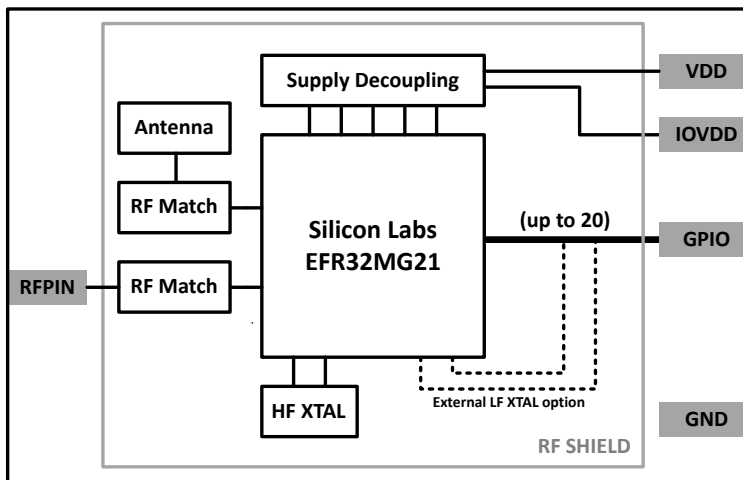 Supply Decoupling
VDD
IOVDD
Antenna
RF Match
Silicon Labs
EFR32MG21
(up to 20)
GPIO
RFPIN
RF Match
HF XTAL
External LF XTAL option
GND
RF SHIELD